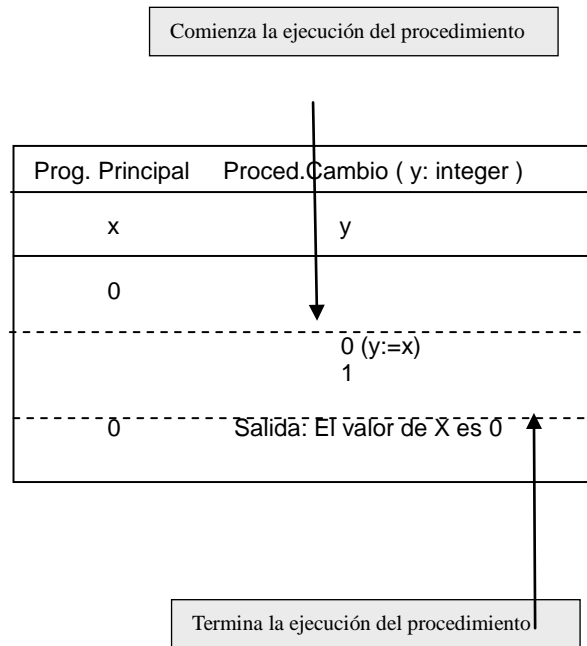 Comienza la ejecución del procedimiento
Prog. Principal Proced.Cambio ( y: integer )
x y
0
0 (y:=x)
1
0 Salida: El valor de X es 0
Termina la ejecución del procedimiento